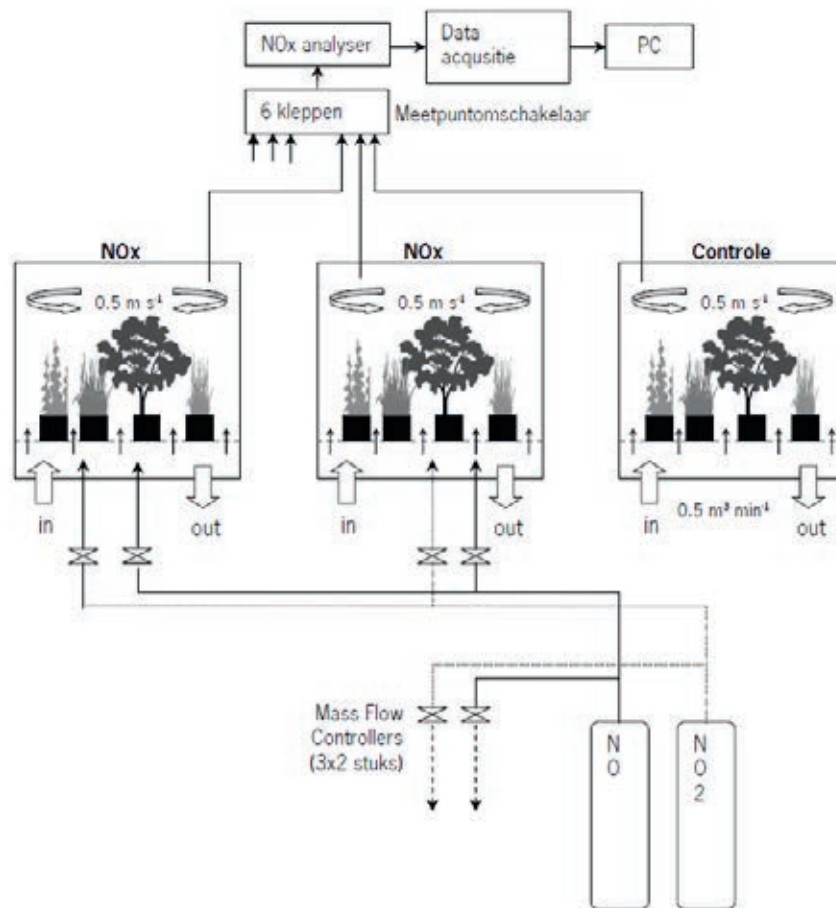 NOx analyser
Data
acqusitie
PC
6 kleppen
Meetpuntomschakelaar
NOx
NOx
Controle
0.5 m s⁻¹
0.5 m s⁻¹
0.5 m s⁻¹
in
out
in
out
in
0.5 m³ min⁻¹
out
Mass Flow
Controllers
(3x2 stuks)
N
O
N
O
2